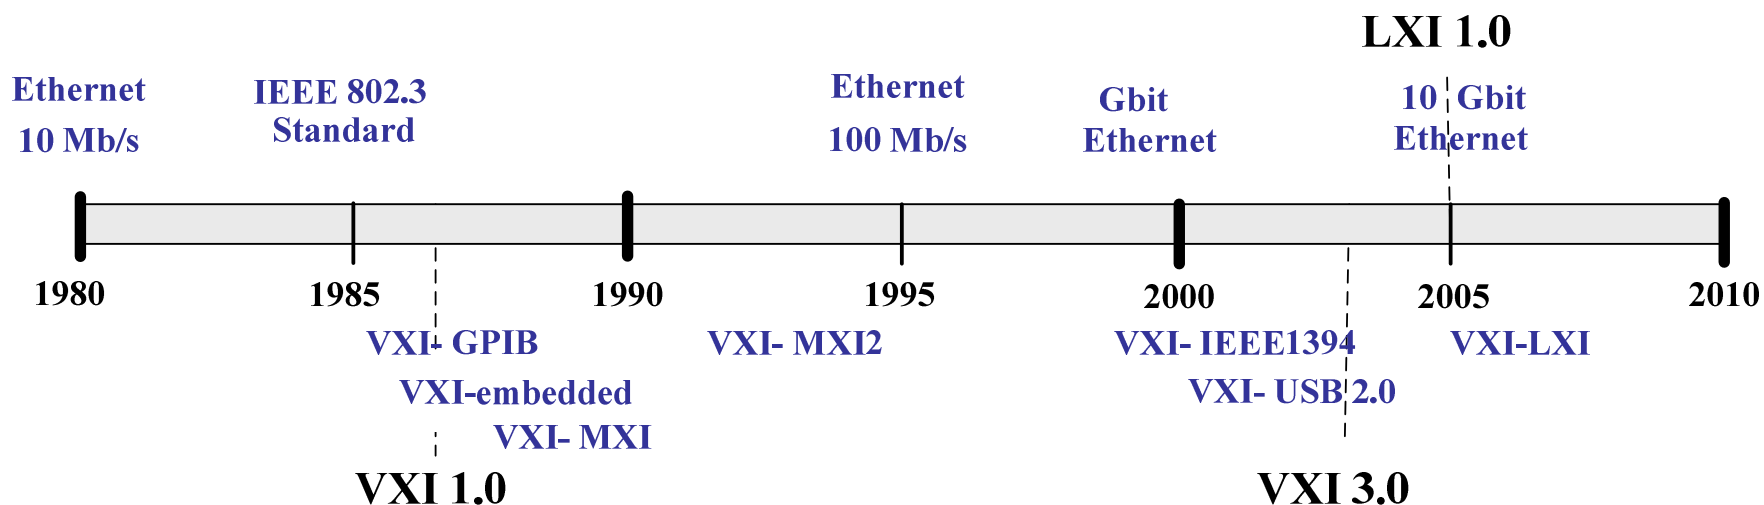 LXI 1.0
Ethernet
10 Mb/s
IEEE 802.3
Standard
Ethernet
100 Mb/s
Gbit
Ethernet
10 Gbit
Ethernet
1980
1985
1990
1995
2000
2005
2010
VXI- GPIB
VXI- MXI2
VXI- IEEE1394
VXI-LXI
VXI-embedded
VXI- USB 2.0
VXI- MXI
VXI 1.0
VXI 3.0